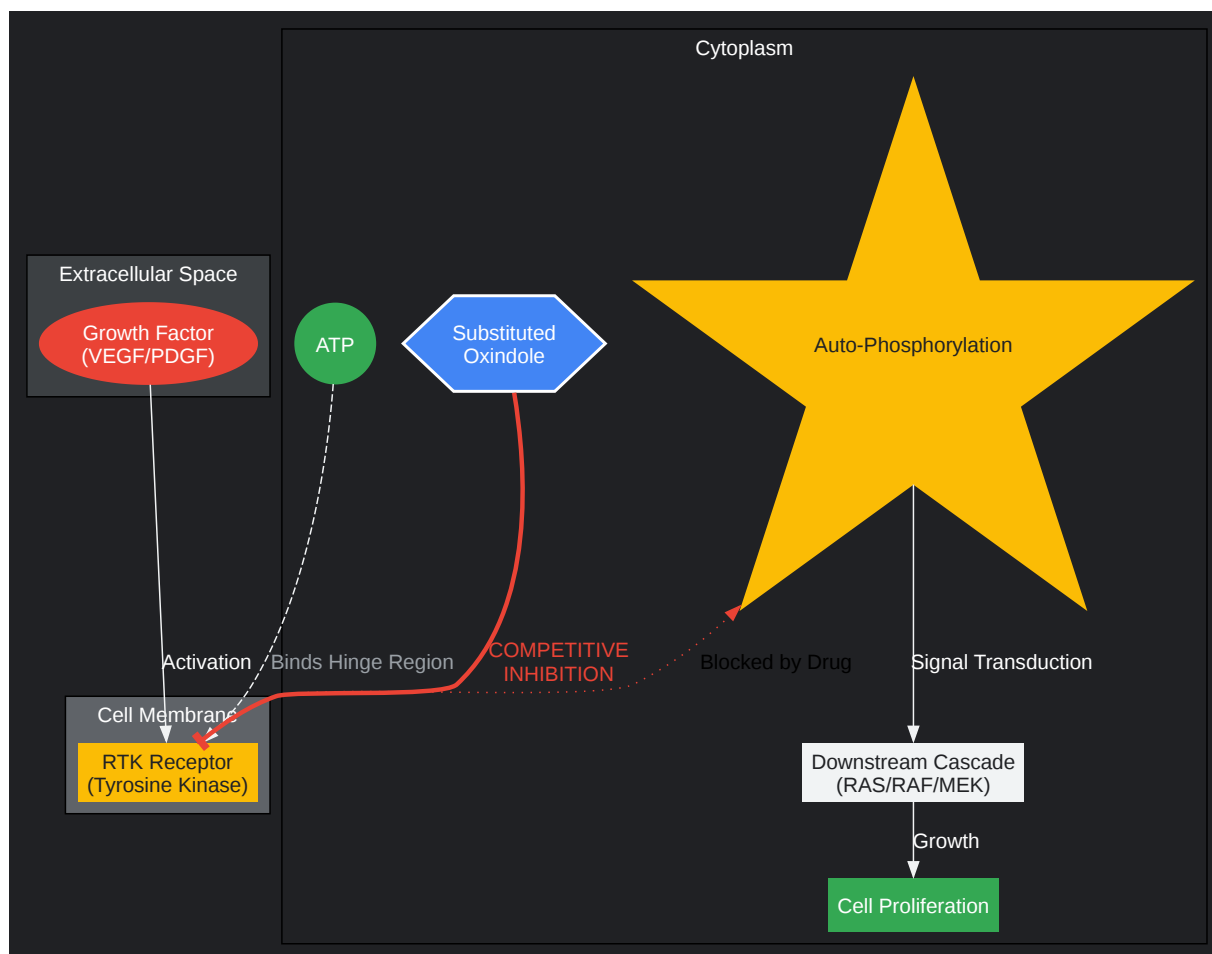 Cytoplasm
Extracellular Space
Growth Factor
(VEGF/PDGF)
ATP
Substituted
Oxindole
Auto-Phosphorylation
Activation
Binds Hinge Region
COMPETITIVE
INHIBITION
Blocked by Drug
Signal Transduction
Cell Membrane
RTK Receptor
(Tyrosine Kinase)
Downstream Cascade
(RAS/RAF/MEK)
Growth
Cell Proliferation